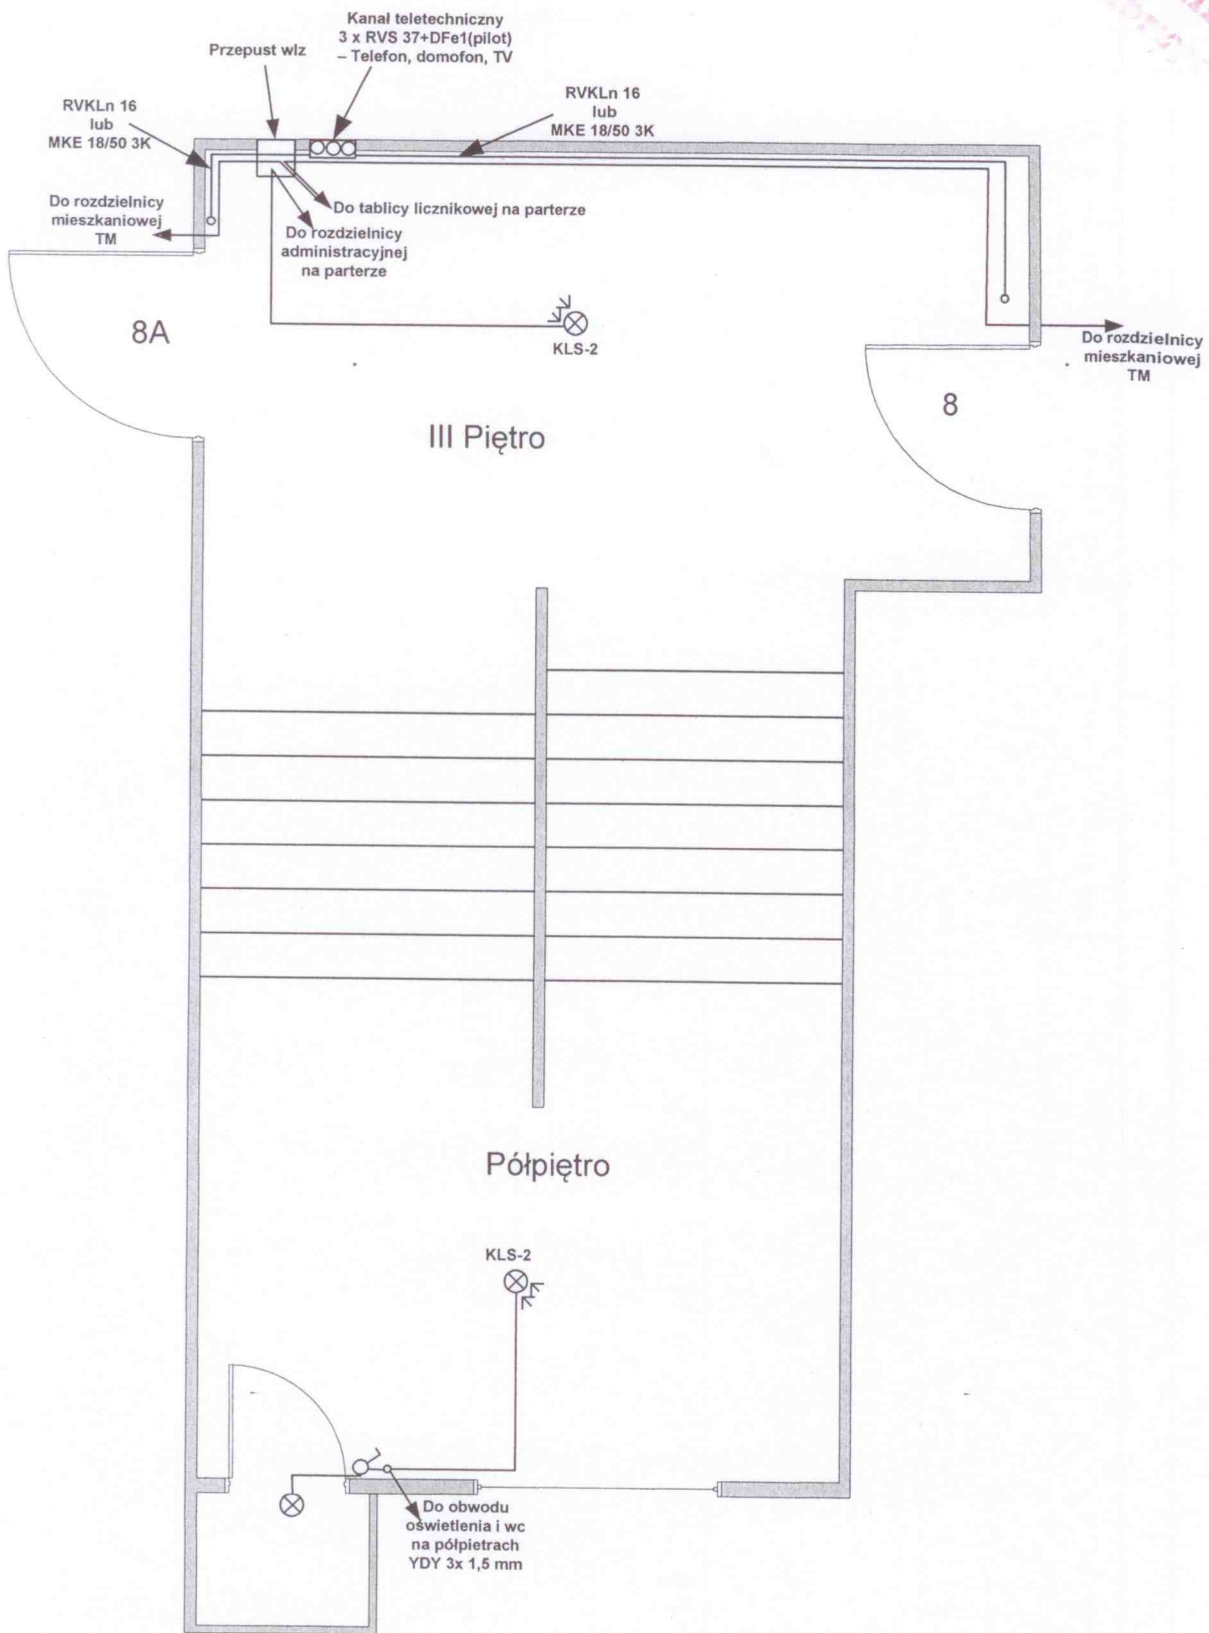 Kanał teletechniczny
3 x RVS 37+DFe1(pilot)
– Telefon, domofon, TV
Przepust wlz
RVKLn 16
lub
MKE 18/50 3K
RVKLn 16
lub
MKE 18/50 3K
Do rozdzielnicy
mieszkaniowej
TM
Do tablicy licznikowej na parterze
Do rozdzielnicy
administracyjnej
na parterze
8A
KLS-2
Do rozdzielnicy
mieszkaniowej
TM
8
III Piętro
Półpiętro
KLS-2
Do obwodu
oświetlenia i wc
na półpietrach
YDY 3x 1,5 mm